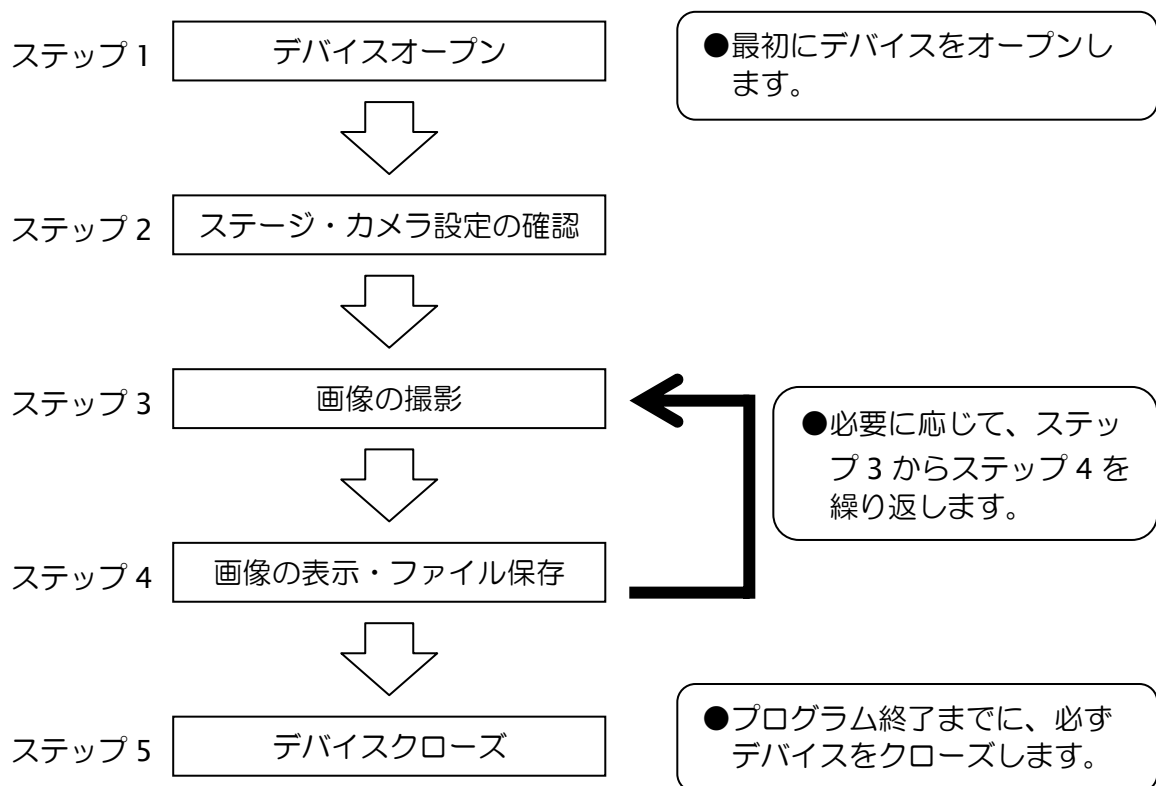 ステップ 1
デバイスオープン
●最初にデバイスをオープンし
ます。
ステップ 2
ステージ・カメラ設定の確認
ステップ 3
画像の撮影
●必要に応じて、ステッ
プ 3 からステップ 4 を
繰り返します。
ステップ 4
画像の表示・ファイル保存
ステップ 5
デバイスクローズ
●プログラム終了までに、必ず
デバイスをクローズします。